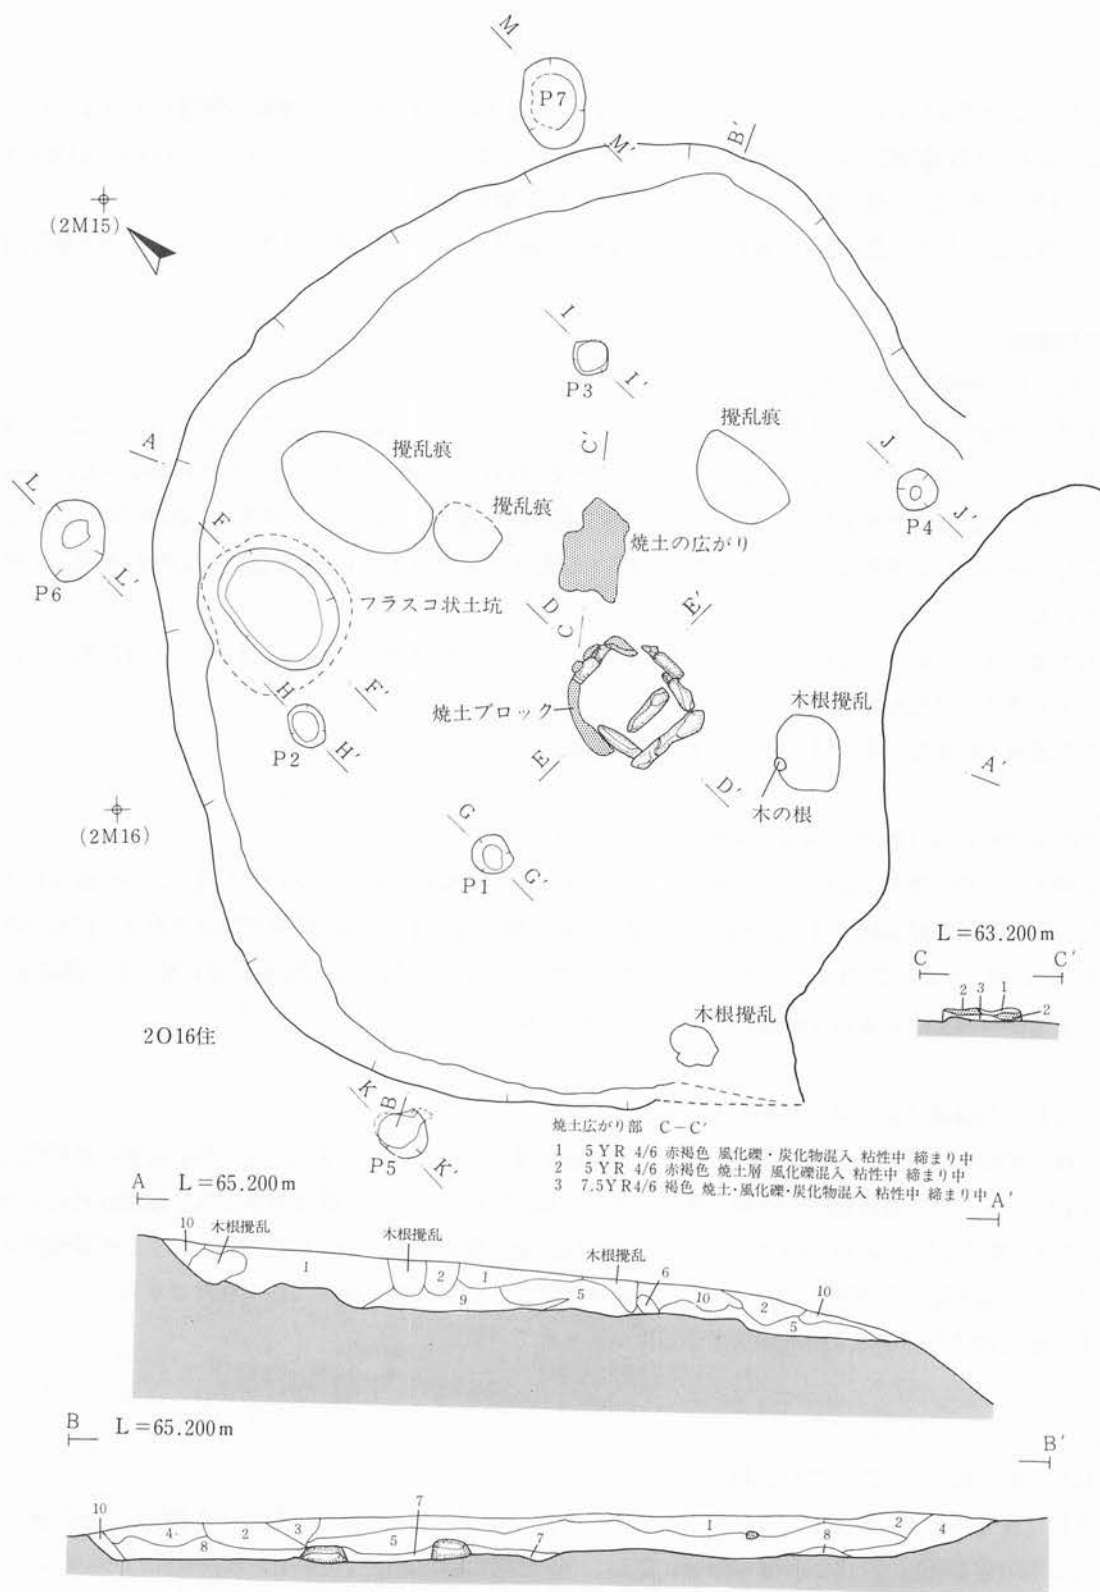 M
P7
M′
B′
(2M15)
I
P3
I′
C′
攪乱痕
攪乱痕
攪乱痕
A
L
F
J
P4
J′
焼土の広がり
P6
L′
フラスコ状土坑
D
C
E′
H
F′
焼土ブロック
木根攪乱
P2
H′
E
D′
A′
木の根
(2M16)
G
P1
G′
L=63.200m
C
C′
2 3 1
2
木根攪乱
2O16住
K
B
P5
K′
焼土広がり部 C-C′
1 5YR 4/6 赤褐色 風化礫・炭化物混入 粘性中 締まり中
2 5YR 4/6 赤褐色 焼土層 風化礫混入 粘性中 締まり中
3 7.5YR4/6 褐色 焼土・風化礫・炭化物混入 粘性中 締まり中
A L=65.200m
A′
10 木根攪乱
木根攪乱
木根攪乱
6
1
2
1
9
5
10
2
10
5
B L=65.200m
B′
10
7
4
2
3
8
5
7
1
8
2
4